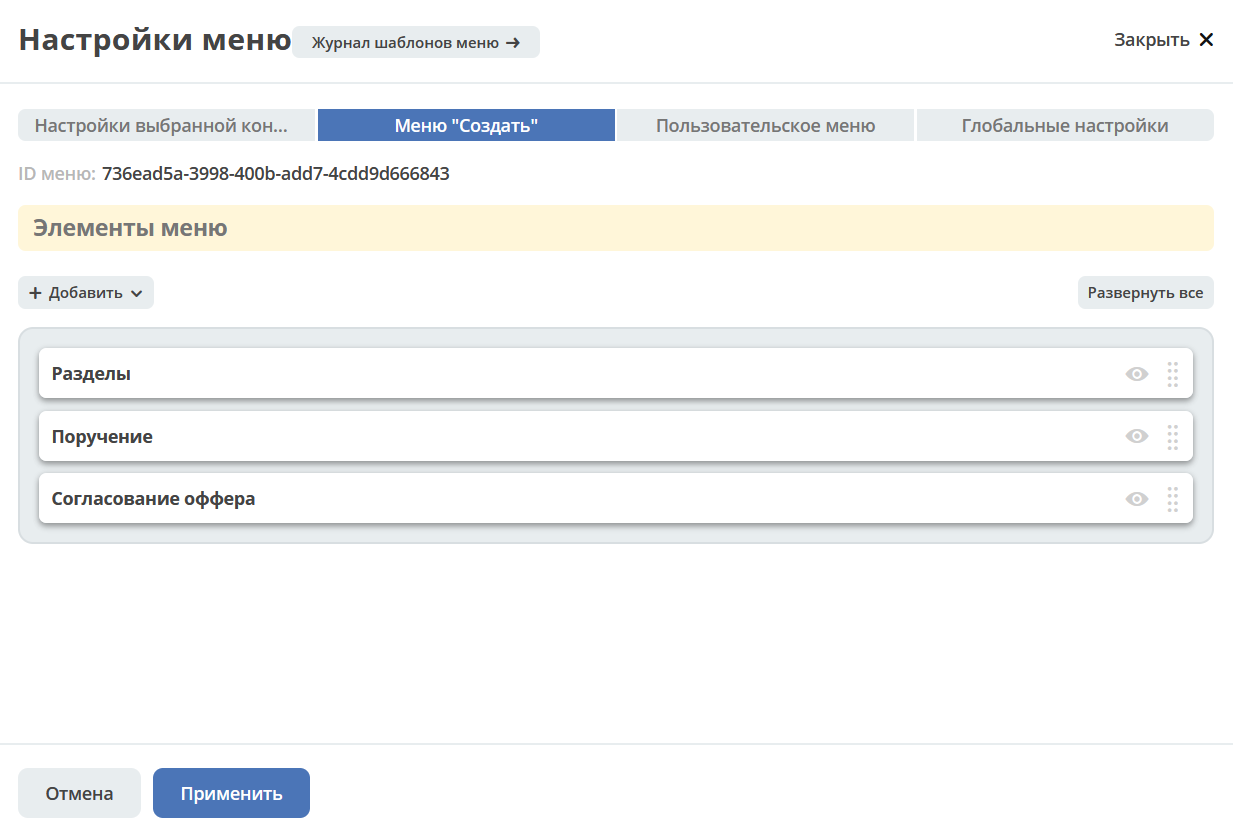 Настройки меню
Журнал шаблонов меню →
Закрыть ✕
Настройки выбранной кон...
Меню "Создать"
Пользовательское меню
Глобальные настройки
ID меню: 736ead5a-3998-400b-add7-4cdd9d666843
Элементы меню
+ Добавить
Развернуть все
Разделы
Поручение
Согласование оффера
Отмена
Применить